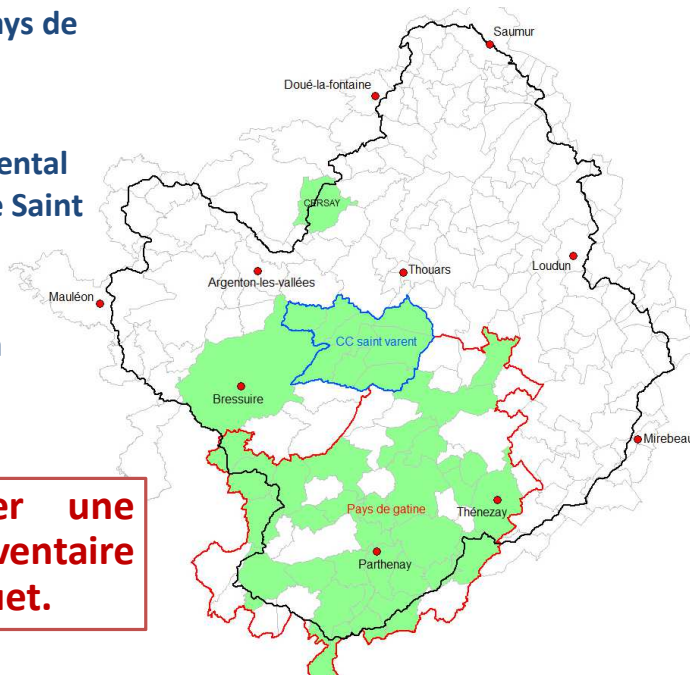 ays de
ental
e Saint
er une
ventaire
uet.
Saumur
Doué-la-fontaine
CERSAY
Mauléon
Argenton-les-vallées
Thouars
Loudun
CC saint varent
Bressuire
Mirebeau
Pays de gatine
Thénezay
Parthenay